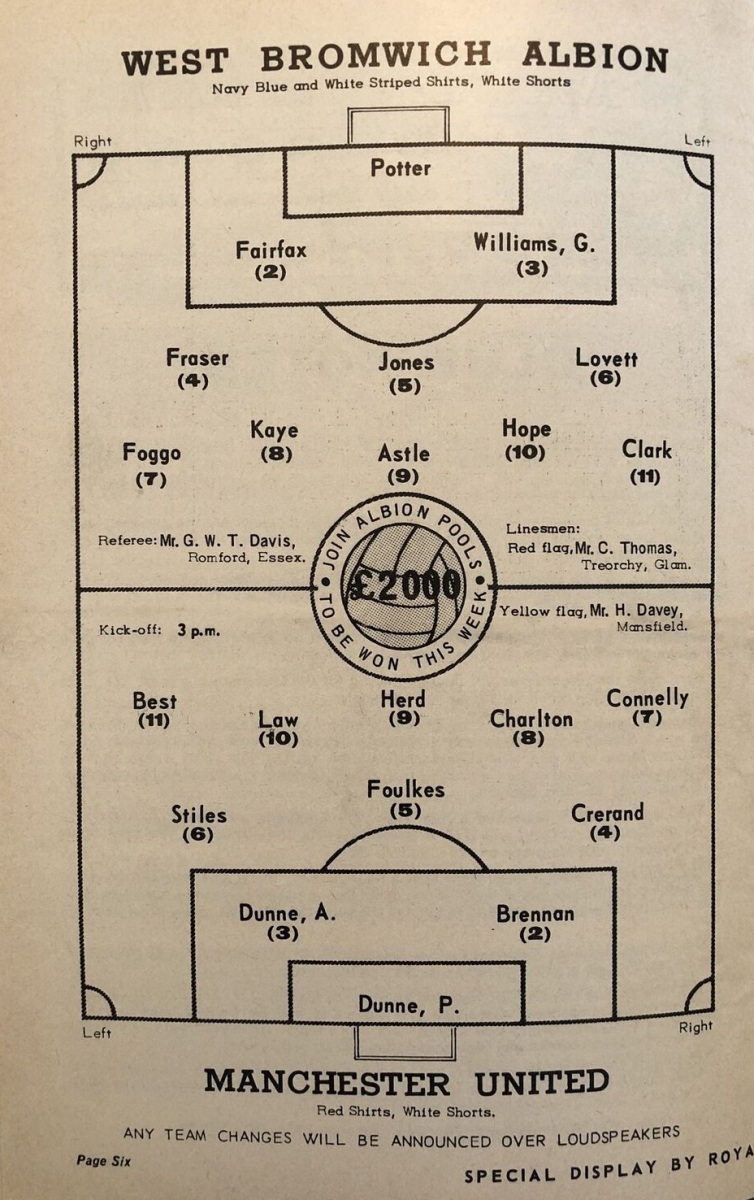 WEST BROMWICH ALBION
Navy Blue and White Striped Shirts, White Shorts
Right
Left
Potter
Fairfax
(2)
Williams, G.
(3)
Fraser
(4)
Jones
(5)
Lovett
(6)
Foggo
(7)
Kaye
(8)
Astle
(9)
Hope
(10)
Clark
(11)
Referee: Mr. G. W. T. Davis,
Romford, Essex.
Linesmen:
Red flag, Mr. C. Thomas,
Treorchy, Glam.
JOIN ALBION POOLS
£2000
TO BE WON THIS WEEK
Kick-off: 3 p.m.
Yellow flag, Mr. H. Davey,
Mansfield.
Best
(11)
Law
(10)
Herd
(9)
Charlton
(8)
Connelly
(7)
Stiles
(6)
Foulkes
(5)
Crerand
(4)
Dunne, A.
(3)
Brennan
(2)
Dunne, P.
Left
Right
MANCHESTER UNITED
Red Shirts, White Shorts.
ANY TEAM CHANGES WILL BE ANNOUNCED OVER LOUDSPEAKERS
Page Six
SPECIAL DISPLAY BY ROYA